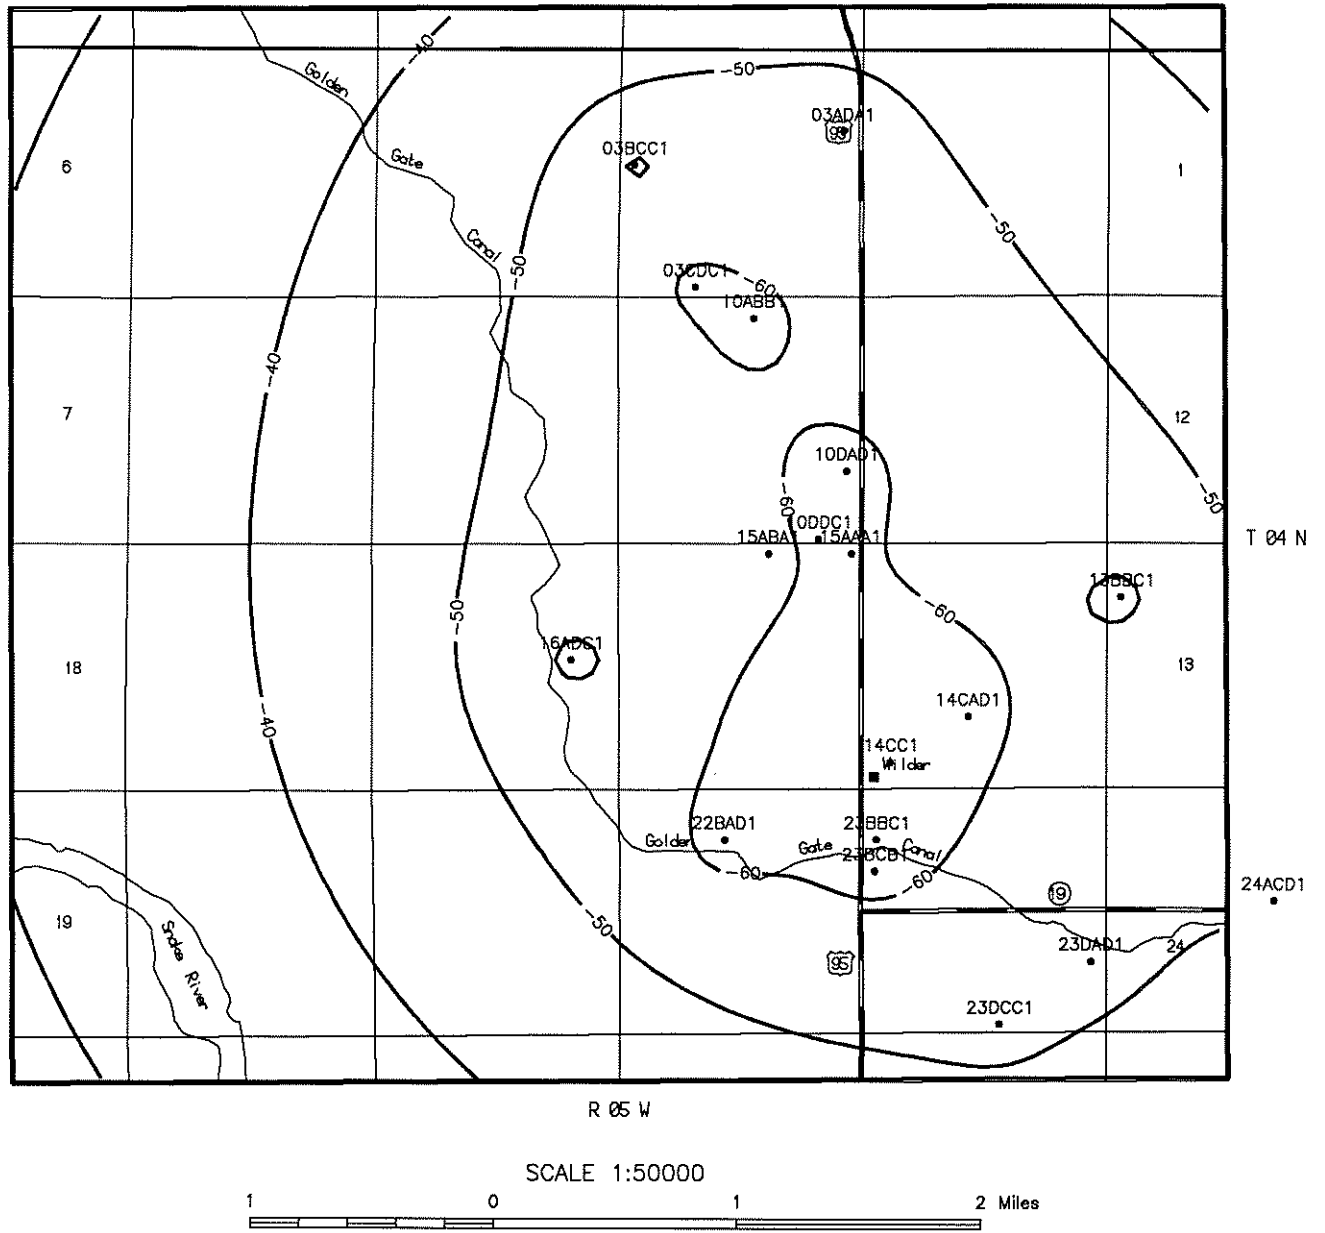 -40
-50
Golden
03ADA1
95
03BCC1
6
Gate
1
Canal
-50
-50
03CDC1
-60
10ABB1
-40
7
12
10DAD1
-60
-50
0DDC1
15ABA
15AAA1
T 04 N
13BBC1
-50
-60
16ADC1
18
13
14CAD1
-40
14CC1
Wilder
22BAD1
23BBC1
Golden
Gate
Canal
23BCB1
-60
-60
24ACD1
19
19
-50
Snake River
23DAD1
24
95
23DCC1
R 05 W
SCALE 1:50000
1 0 1 2 Miles